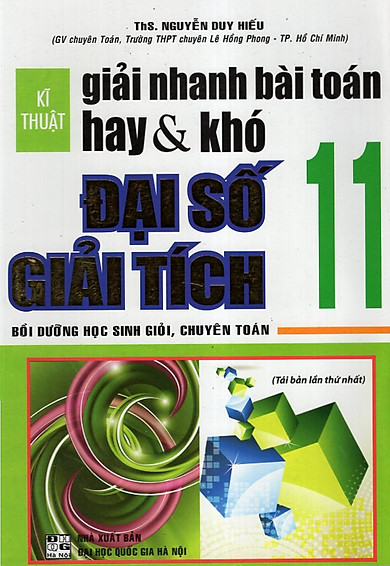 ThS. NGUYỄN DUY HIẾU
(GV chuyên Toán, Trường THPT chuyên Lê Hồng Phong - TP. Hồ Chí Minh)
KĨ THUẬT
giải nhanh bài toán
hay & khó
ĐẠI SỐ
GIẢI TÍCH
11
BỒI DƯỠNG HỌC SINH GIỎI, CHUYÊN TOÁN
(Tái bản lần thứ nhất)
NHÀ XUẤT BẢN
ĐẠI HỌC QUỐC GIA HÀ NỘI
Hà Nội